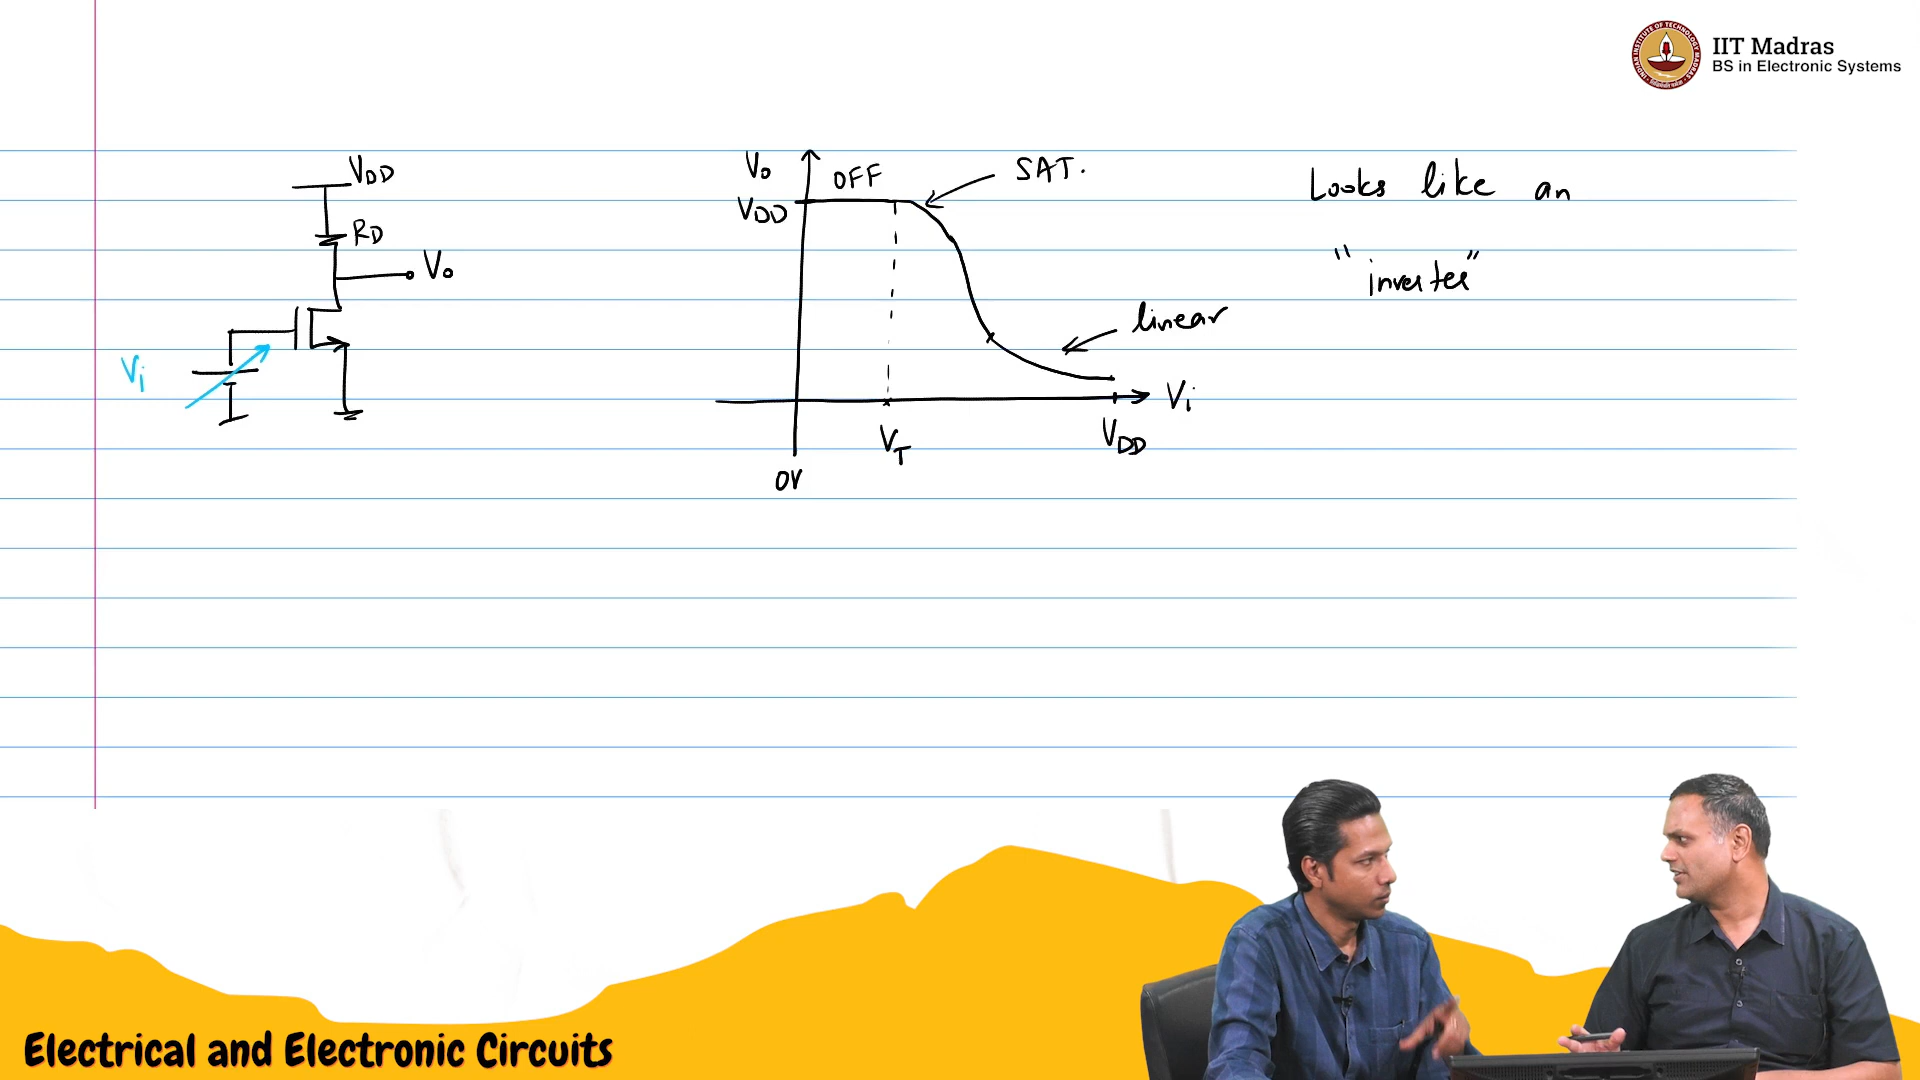 IIT Madras
BS in Electronic Systems
VDD
RD
Vo
Vi
Vo
VDD
OFF
SAT.
linear
Vi
VT
VDD
0V
Looks like an
"inverter"
Electrical and Electronic Circuits